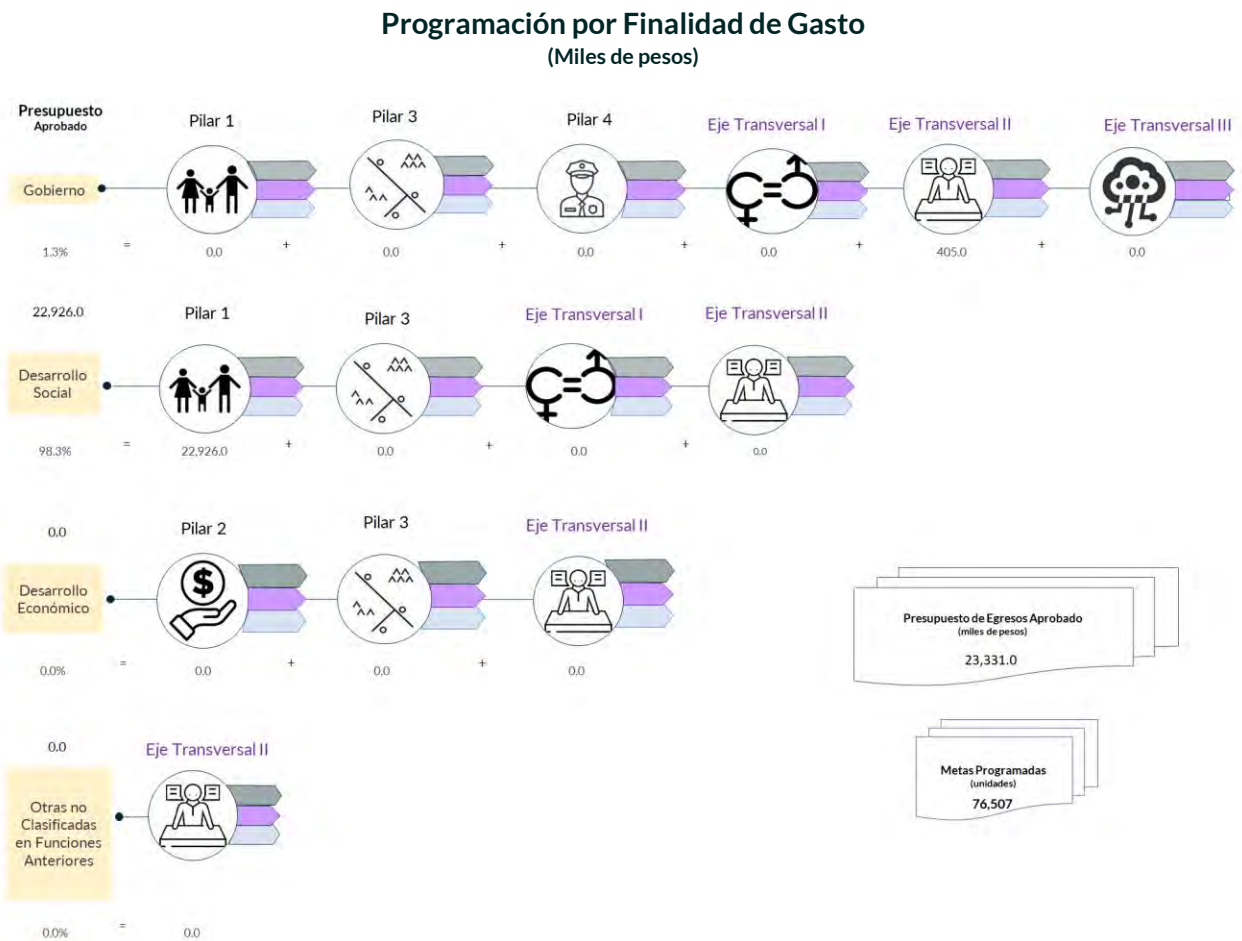 Programación por Finalidad de Gasto
(Miles de pesos)
Presupuesto
Aprobado
Pilar 1
Pilar 3
Pilar 4
Eje Transversal I
Eje Transversal II
Eje Transversal III
Gobierno
1.3%
=
0.0
+
0.0
+
0.0
+
0.0
+
405.0
+
0.0
22,926.0
Pilar 1
Pilar 3
Eje Transversal I
Eje Transversal II
Desarrollo
Social
98.3%
=
22,926.0
+
0.0
+
0.0
+
0.0
0.0
Pilar 2
Pilar 3
Eje Transversal II
$
Desarrollo
Económico
0.0%
=
0.0
+
0.0
+
0.0
Presupuesto de Egresos Aprobado
(miles de pesos)
23,331.0
0.0
Eje Transversal II
Otras no
Clasificadas
en Funciones
Anteriores
0.0%
=
0.0
Metas Programadas
(unidades)
76,507